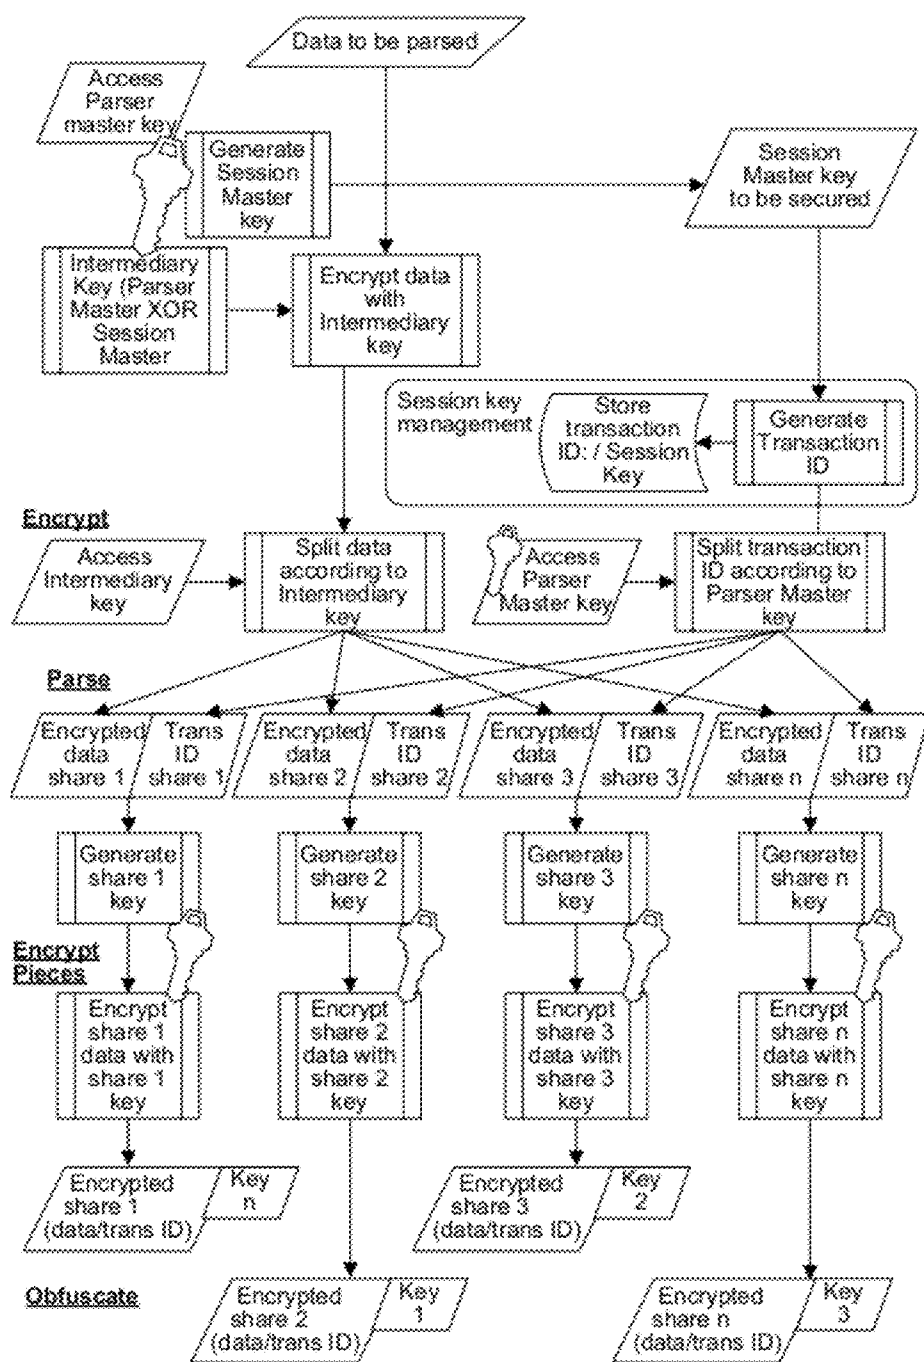 Data to be parsed
Access
Parser
master key
Generate
Session
Master
key
Session
Master key
to be secured
Intermediary
Key (Parser
Master XOR
Session
Master
Encrypt data
with
Intermediary
key
Session key
management
Store
transaction
ID: / Session
Key
Generate
Transaction
ID
Encrypt
Access
Intermediary
key
Split data
according to
Intermediary
key
Access
Parser
Master key
Split transaction
ID according to
Parser Master
key
Parse
Encrypted
data
share 1
Trans
ID
share 1
Encrypted
data
share 2
Trans
ID
share 2
Encrypted
data
share 3
Trans
ID
share 3
Encrypted
data
share n
Trans
ID
share n
Generate
share 1
key
Generate
share 2
key
Generate
share 3
key
Generate
share n
key
Encrypt
Pieces
Encrypt
share 1
data with
share 1
key
Encrypt
share 2
data with
share 2
key
Encrypt
share 3
data with
share 3
key
Encrypt
share n
data with
share n
key
Encrypted
share 1
(data/trans ID)
Key
n
Encrypted
share 3
(data/trans ID)
Key
2
Obfuscate
Encrypted
share 2
(data/trans ID)
Key
1
Encrypted
share n
(data/trans ID)
Key
3